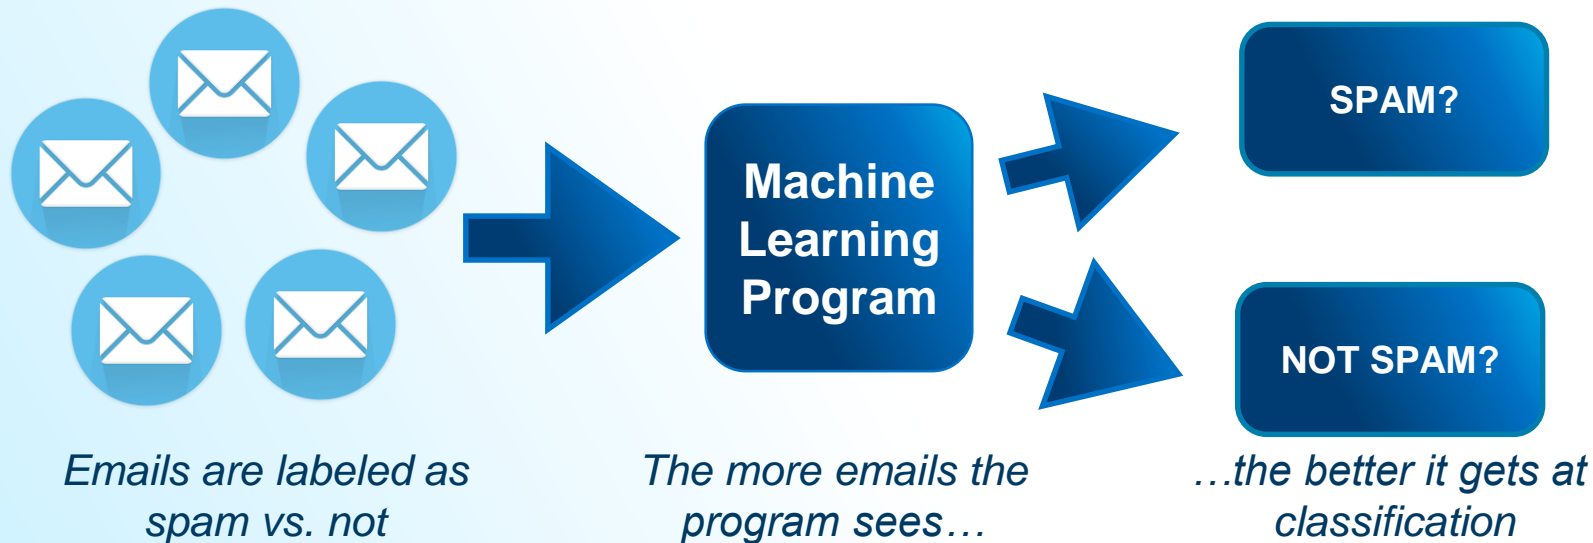 SPAM?
Machine
Learning
Program
NOT SPAM?
Emails are labeled as
spam vs. not
The more emails the
program sees…
…the better it gets at
classification